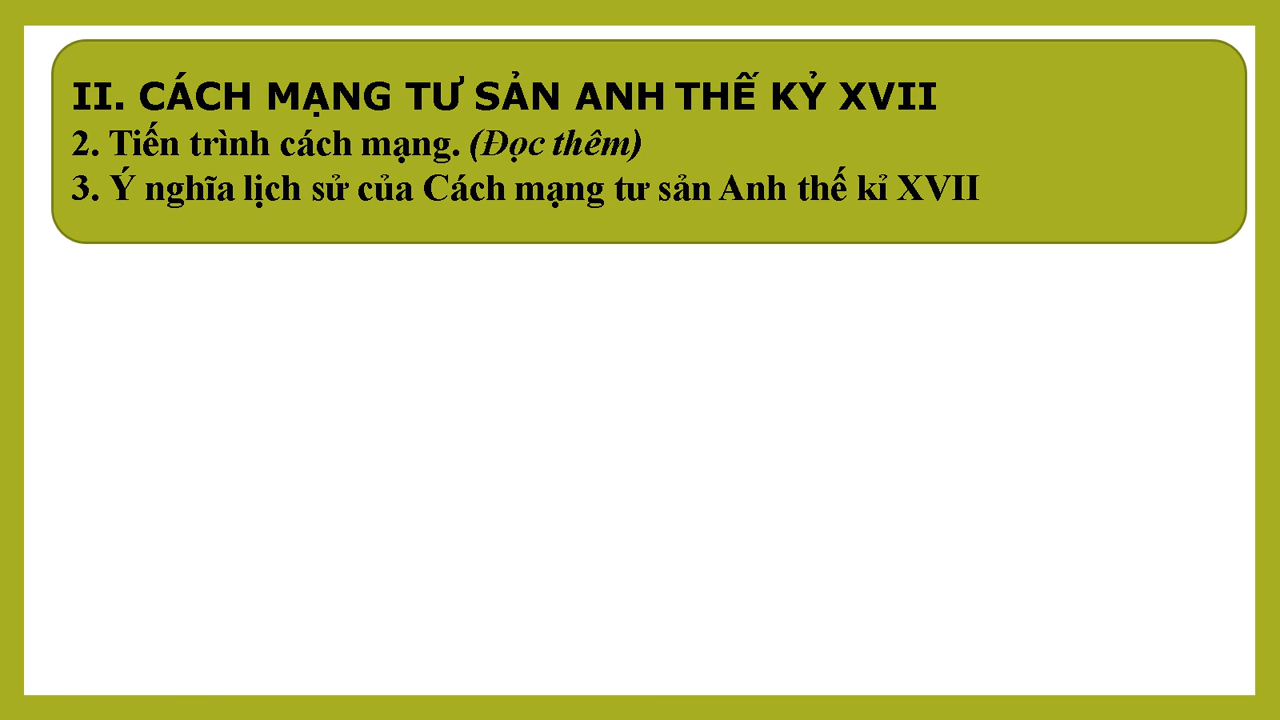 II. CÁCH MẠNG TƯ SẢN ANH THẾ KỶ XVII
2. Tiến trình cách mạng. (Đọc thêm)
3. Ý nghĩa lịch sử của Cách mạng tư sản Anh thế kỉ XVII